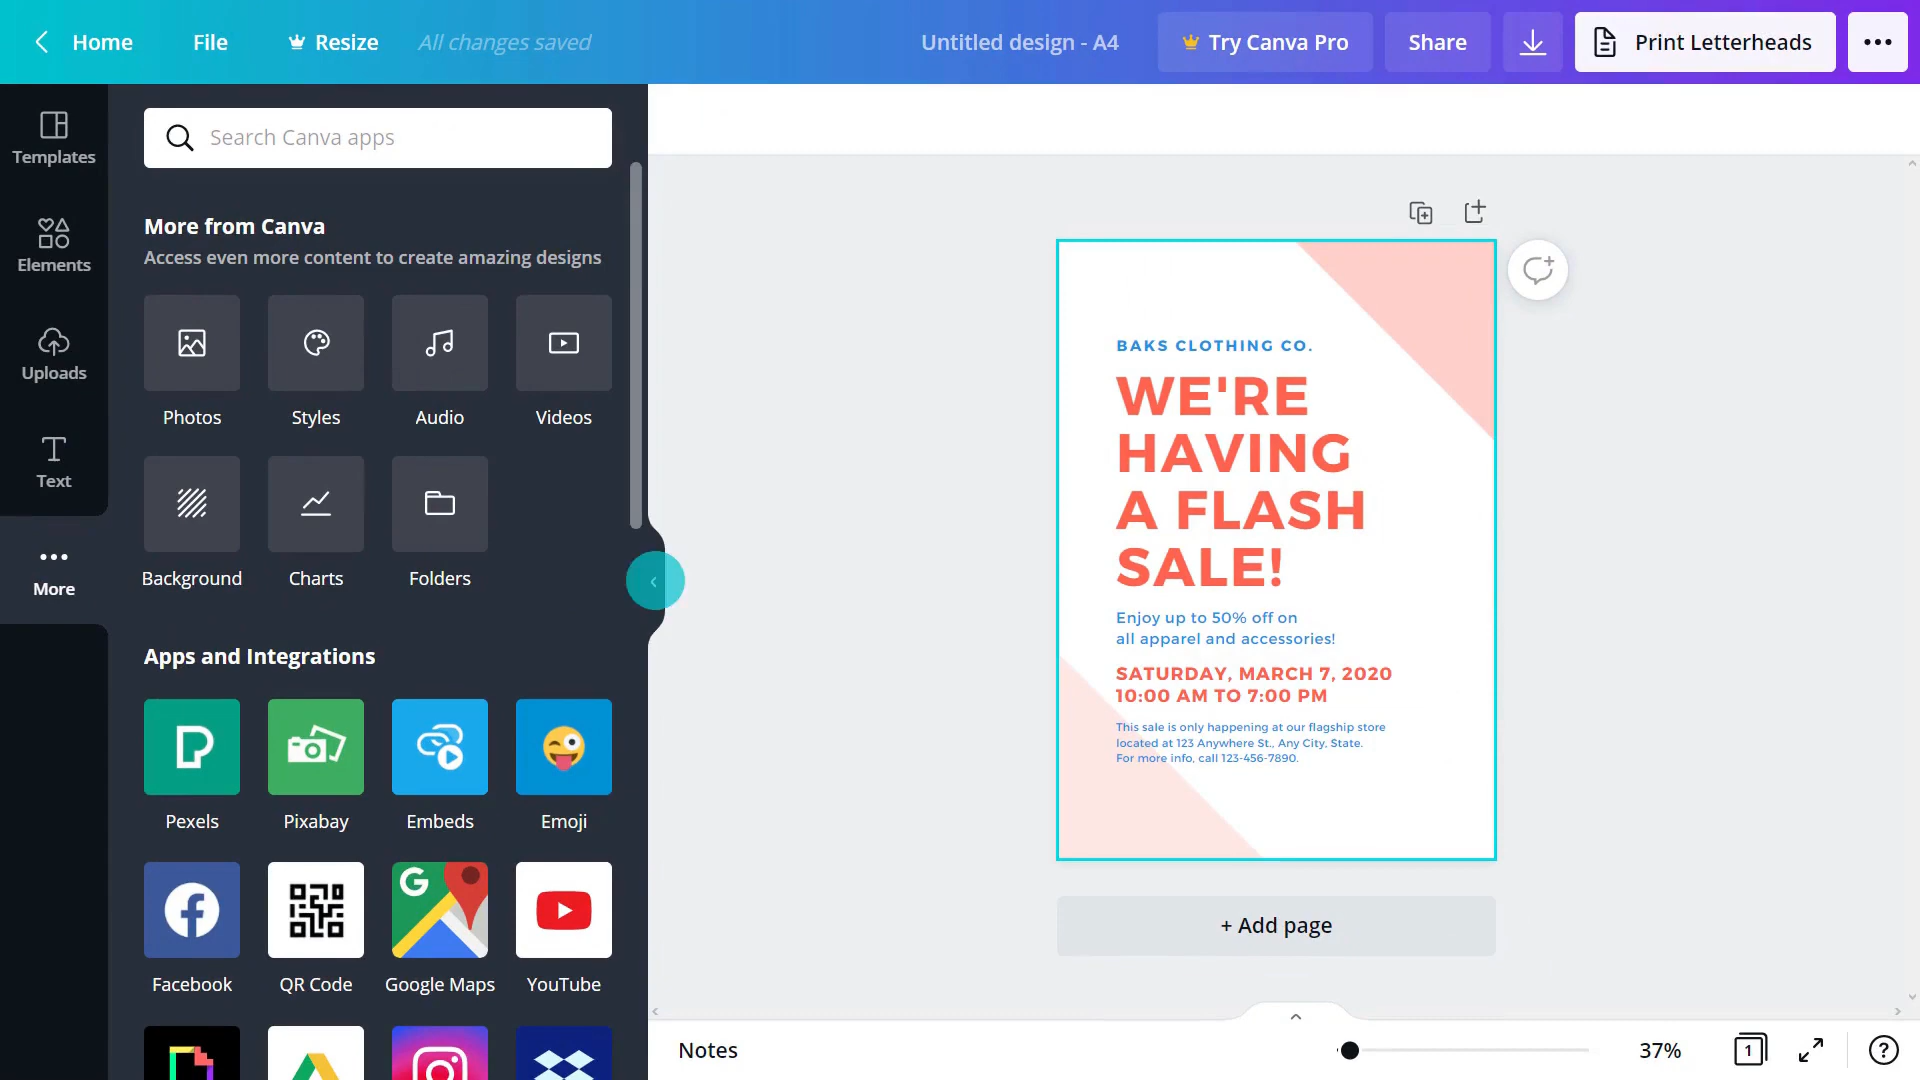 Home
File
Resize
All changes saved
Untitled design - A4
Try Canva Pro
Share
Print Letterheads
Templates
Elements
Uploads
Text
More
Search Canva apps
More from Canva
Access even more content to create amazing designs
Photos
Styles
Audio
Videos
Background
Charts
Folders
Apps and Integrations
Pexels
Pixabay
Embeds
Emoji
Facebook
QR Code
Google Maps
YouTube
BAKS CLOTHING CO.
WE'RE
HAVING
A FLASH
SALE!
Enjoy up to 50% off on
all apparel and accessories!
SATURDAY, MARCH 7, 2020
10:00 AM TO 7:00 PM
This sale is only happening at our flagship store
located at 123 Anywhere St., Any City, State.
For more info, call 123-456-7890.
+ Add page
Notes
37%
1